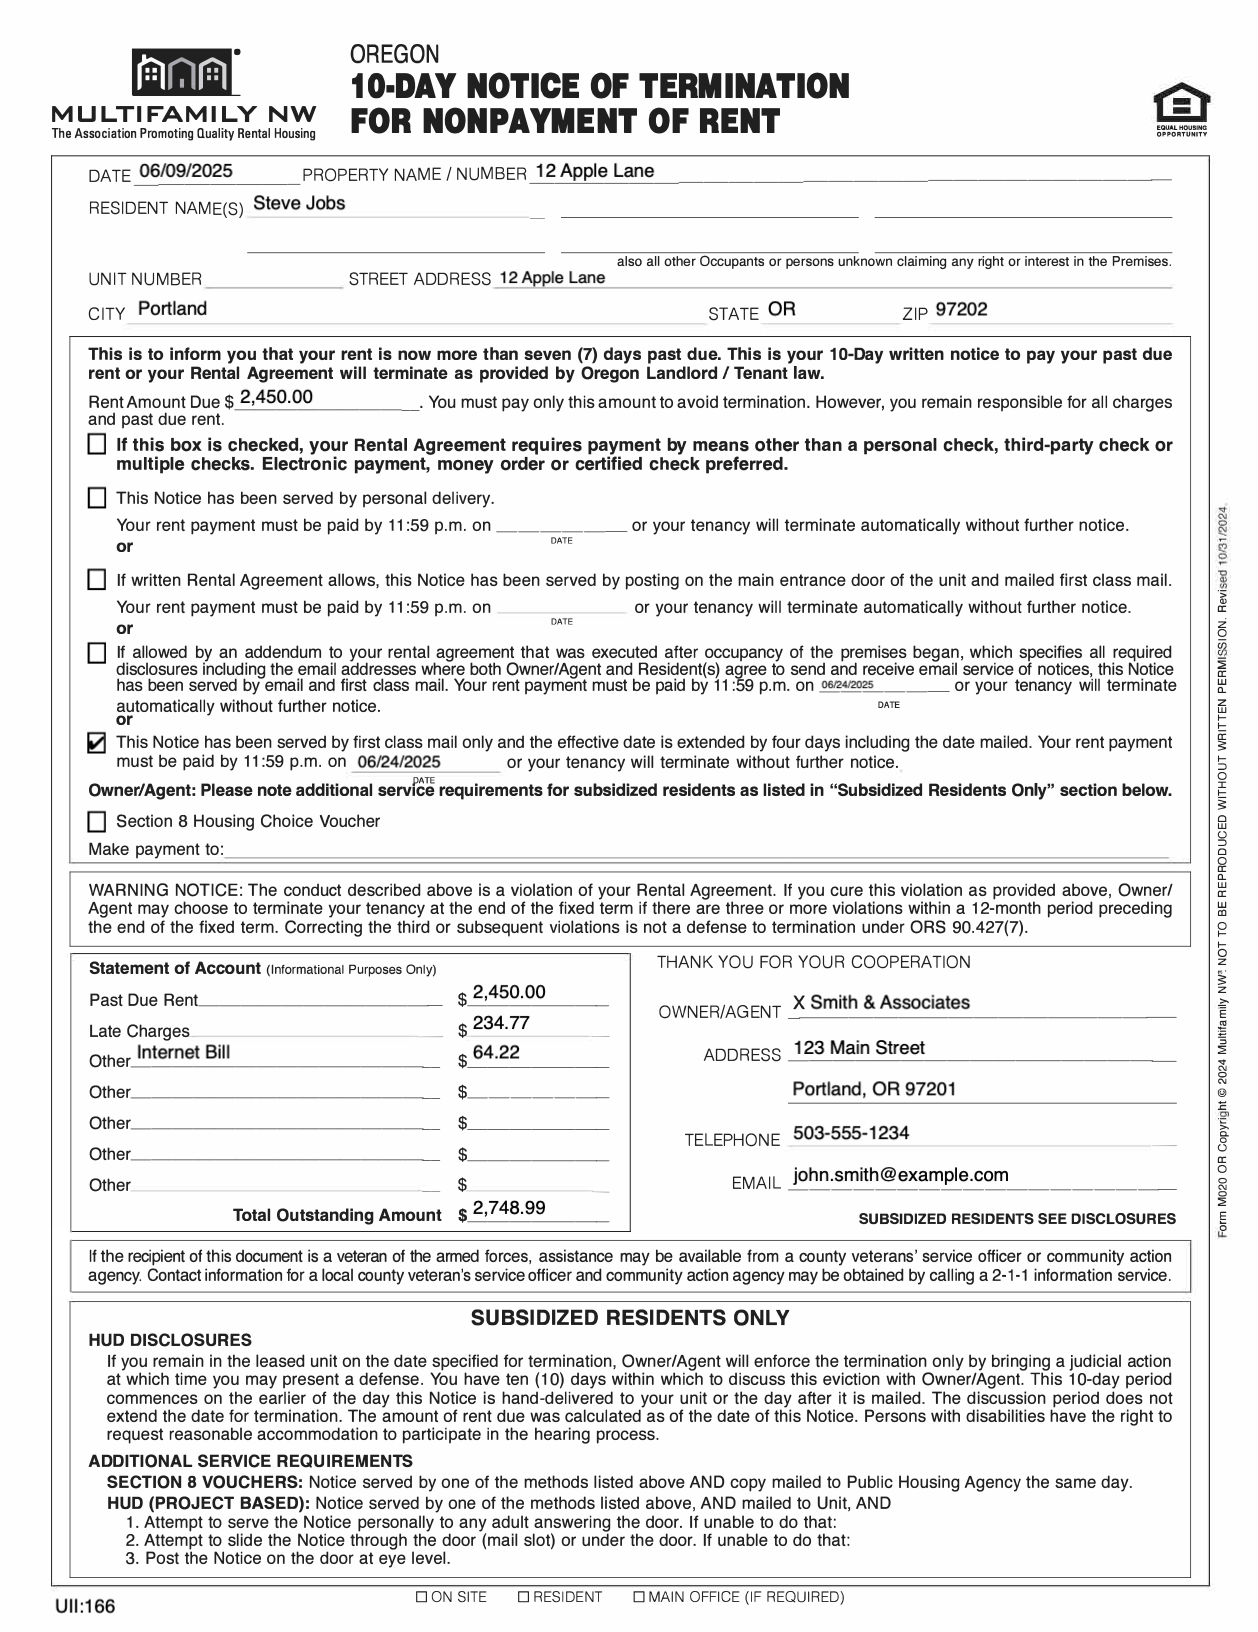 OREGON
10-DAY NOTICE OF TERMINATION
FOR NONPAYMENT OF RENT
MULTIFAMILY NW
The Association Promoting Quality Rental Housing
EQUAL HOUSING
OPPORTUNITY
DATE 06/09/2025 PROPERTY NAME / NUMBER 12 Apple Lane
RESIDENT NAME(S) Steve Jobs
also all other Occupants or persons unknown claiming any right or interest in the Premises.
UNIT NUMBER STREET ADDRESS 12 Apple Lane
CITY Portland STATE OR ZIP 97202
This is to inform you that your rent is now more than seven (7) days past due. This is your 10-Day written notice to pay your past due
rent or your Rental Agreement will terminate as provided by Oregon Landlord / Tenant law.
Rent Amount Due $ 2,450.00. You must pay only this amount to avoid termination. However, you remain responsible for all charges
and past due rent.
☐ If this box is checked, your Rental Agreement requires payment by means other than a personal check, third-party check or
multiple checks. Electronic payment, money order or certified check preferred.
☐ This Notice has been served by personal delivery.
Your rent payment must be paid by 11:59 p.m. on ____ or your tenancy will terminate automatically without further notice.
DATE
or
☐ If written Rental Agreement allows, this Notice has been served by posting on the main entrance door of the unit and mailed first class mail.
Your rent payment must be paid by 11:59 p.m. on ____ or your tenancy will terminate automatically without further notice.
DATE
or
☐ If allowed by an addendum to your rental agreement that was executed after occupancy of the premises began, which specifies all required
disclosures including the email addresses where both Owner/Agent and Resident(s) agree to send and receive email service of notices, this Notice
has been served by email and first class mail. Your rent payment must be paid by 11:59 p.m. on 06/24/2025 or your tenancy will terminate
automatically without further notice.
DATE
or
☑ This Notice has been served by first class mail only and the effective date is extended by four days including the date mailed. Your rent payment
must be paid by 11:59 p.m. on 06/24/2025 or your tenancy will terminate without further notice.
DATE
Owner/Agent: Please note additional service requirements for subsidized residents as listed in “Subsidized Residents Only” section below.
☐ Section 8 Housing Choice Voucher
Make payment to:
WARNING NOTICE: The conduct described above is a violation of your Rental Agreement. If you cure this violation as provided above, Owner/
Agent may choose to terminate your tenancy at the end of the fixed term if there are three or more violations within a 12-month period preceding
the end of the fixed term. Correcting the third or subsequent violations is not a defense to termination under ORS 90.427(7).
Statement of Account (Informational Purposes Only)
Past Due Rent $ 2,450.00
Late Charges $ 234.77
Other Internet Bill $ 64.22
Other $
Other $
Other $
Other $
Total Outstanding Amount $ 2,748.99
THANK YOU FOR YOUR COOPERATION
OWNER/AGENT X Smith & Associates
ADDRESS 123 Main Street
Portland, OR 97201
TELEPHONE 503-555-1234
EMAIL john.smith@example.com
SUBSIDIZED RESIDENTS SEE DISCLOSURES
If the recipient of this document is a veteran of the armed forces, assistance may be available from a county veterans’ service officer or community action
agency. Contact information for a local county veteran’s service officer and community action agency may be obtained by calling a 2-1-1 information service.
SUBSIDIZED RESIDENTS ONLY
HUD DISCLOSURES
If you remain in the leased unit on the date specified for termination, Owner/Agent will enforce the termination only by bringing a judicial action
at which time you may present a defense. You have ten (10) days within which to discuss this eviction with Owner/Agent. This 10-day period
commences on the earlier of the day this Notice is hand-delivered to your unit or the day after it is mailed. The discussion period does not
extend the date for termination. The amount of rent due was calculated as of the date of this Notice. Persons with disabilities have the right to
request reasonable accommodation to participate in the hearing process.
ADDITIONAL SERVICE REQUIREMENTS
SECTION 8 VOUCHERS: Notice served by one of the methods listed above AND copy mailed to Public Housing Agency the same day.
HUD (PROJECT BASED): Notice served by one of the methods listed above, AND mailed to Unit, AND
1. Attempt to serve the Notice personally to any adult answering the door. If unable to do that:
2. Attempt to slide the Notice through the door (mail slot) or under the door. If unable to do that:
3. Post the Notice on the door at eye level.
☐ ON SITE ☐ RESIDENT ☐ MAIN OFFICE (IF REQUIRED)
UII:166
Form M020 OR Copyright © 2024 Multifamily NW®. NOT TO BE REPRODUCED WITHOUT WRITTEN PERMISSION. Revised 10/31/2024.